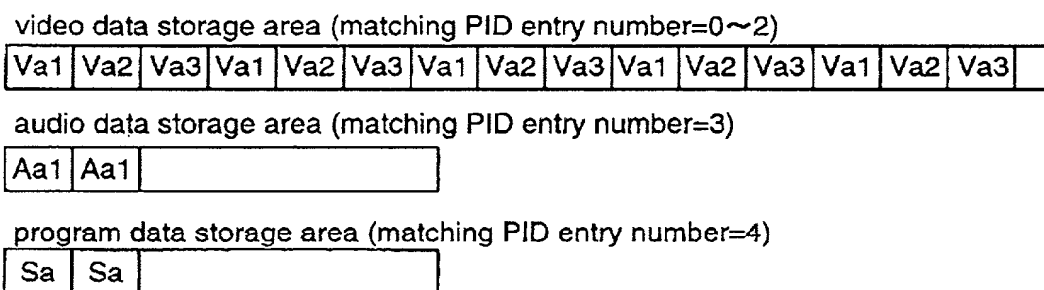 video data storage area (matching PID entry number=0～2)
Va1 Va2 Va3 Va1 Va2 Va3 Va1 Va2 Va3 Va1 Va2 Va3 Va1 Va2 Va3
audio data storage area (matching PID entry number=3)
Aa1 Aa1
program data storage area (matching PID entry number=4)
Sa Sa